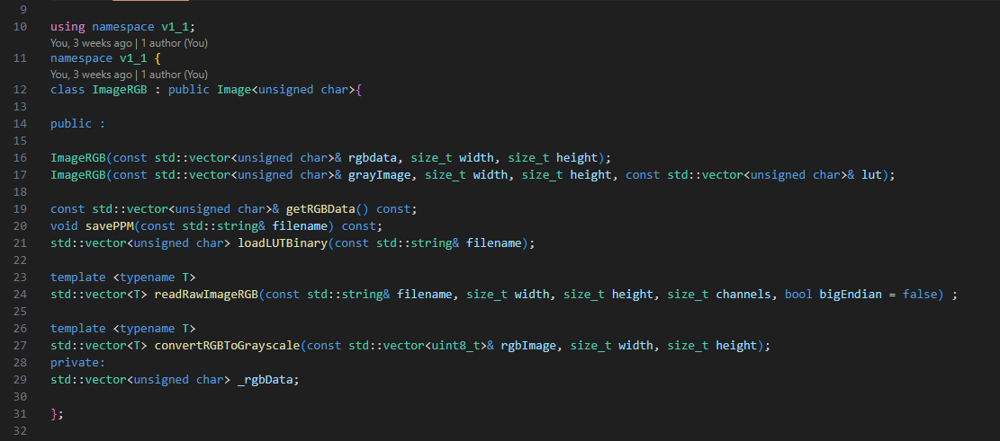 9
10 using namespace v1_1;
You, 3 weeks ago | 1 author (You)
11 namespace v1_1 {
You, 3 weeks ago | 1 author (You)
12 class ImageRGB : public Image<unsigned char>{
13
14 public :
15
16 ImageRGB(const std::vector<unsigned char>& rgbdata, size_t width, size_t height);
17 ImageRGB(const std::vector<unsigned char>& grayImage, size_t width, size_t height, const std::vector<unsigned char>& lut);
18
19 const std::vector<unsigned char>& getRGBData() const;
20 void savePPM(const std::string& filename) const;
21 std::vector<unsigned char> loadLUTBinary(const std::string& filename);
22
23 template <typename T>
24 std::vector<T> readRawImageRGB(const std::string& filename, size_t width, size_t height, size_t channels, bool bigEndian = false) ;
25
26 template <typename T>
27 std::vector<T> convertRGBToGrayscale(const std::vector<uint8_t>& rgbImage, size_t width, size_t height);
28 private:
29 std::vector<unsigned char> _rgbData;
30
31 };
32